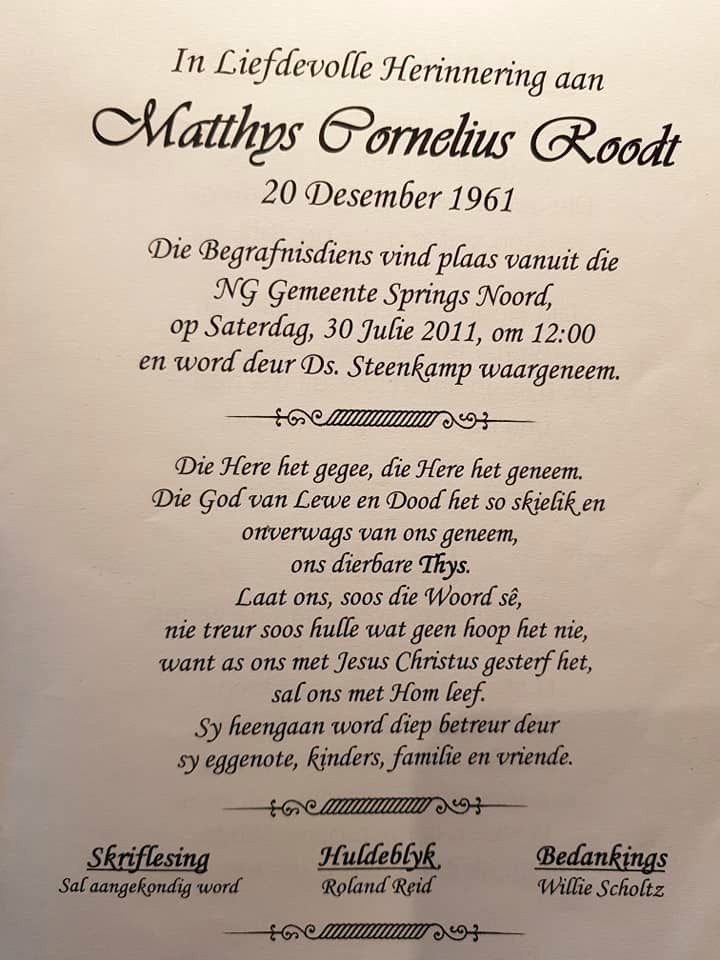 In Liefdevolle Herinnering aan
Matthys Cornelius Roodt
20 Desember 1961
Die Begrafnisdiens vind plaas vanuit die
NG Gemeente Springs Noord,
op Saterdag, 30 Julie 2011, om 12:00
en word deur Ds. Steenkamp waargeneem.
Die Here het gegee, die Here het geneem.
Die God van Lewe en Dood het so skielik en
onverwags van ons geneem,
ons dierbare Thys.
Laat ons, soos die Woord sê,
nie treur soos hulle wat geen hoop het nie,
want as ons met Jesus Christus gesterf het,
sal ons met Hom leef.
Sy heengaan word diep betreur deur
sy eggenote, kinders, familie en vriende.
Skriflesing Huldeblyk Bedankings
Sal aangekondig word Roland Reid Willie Scholtz